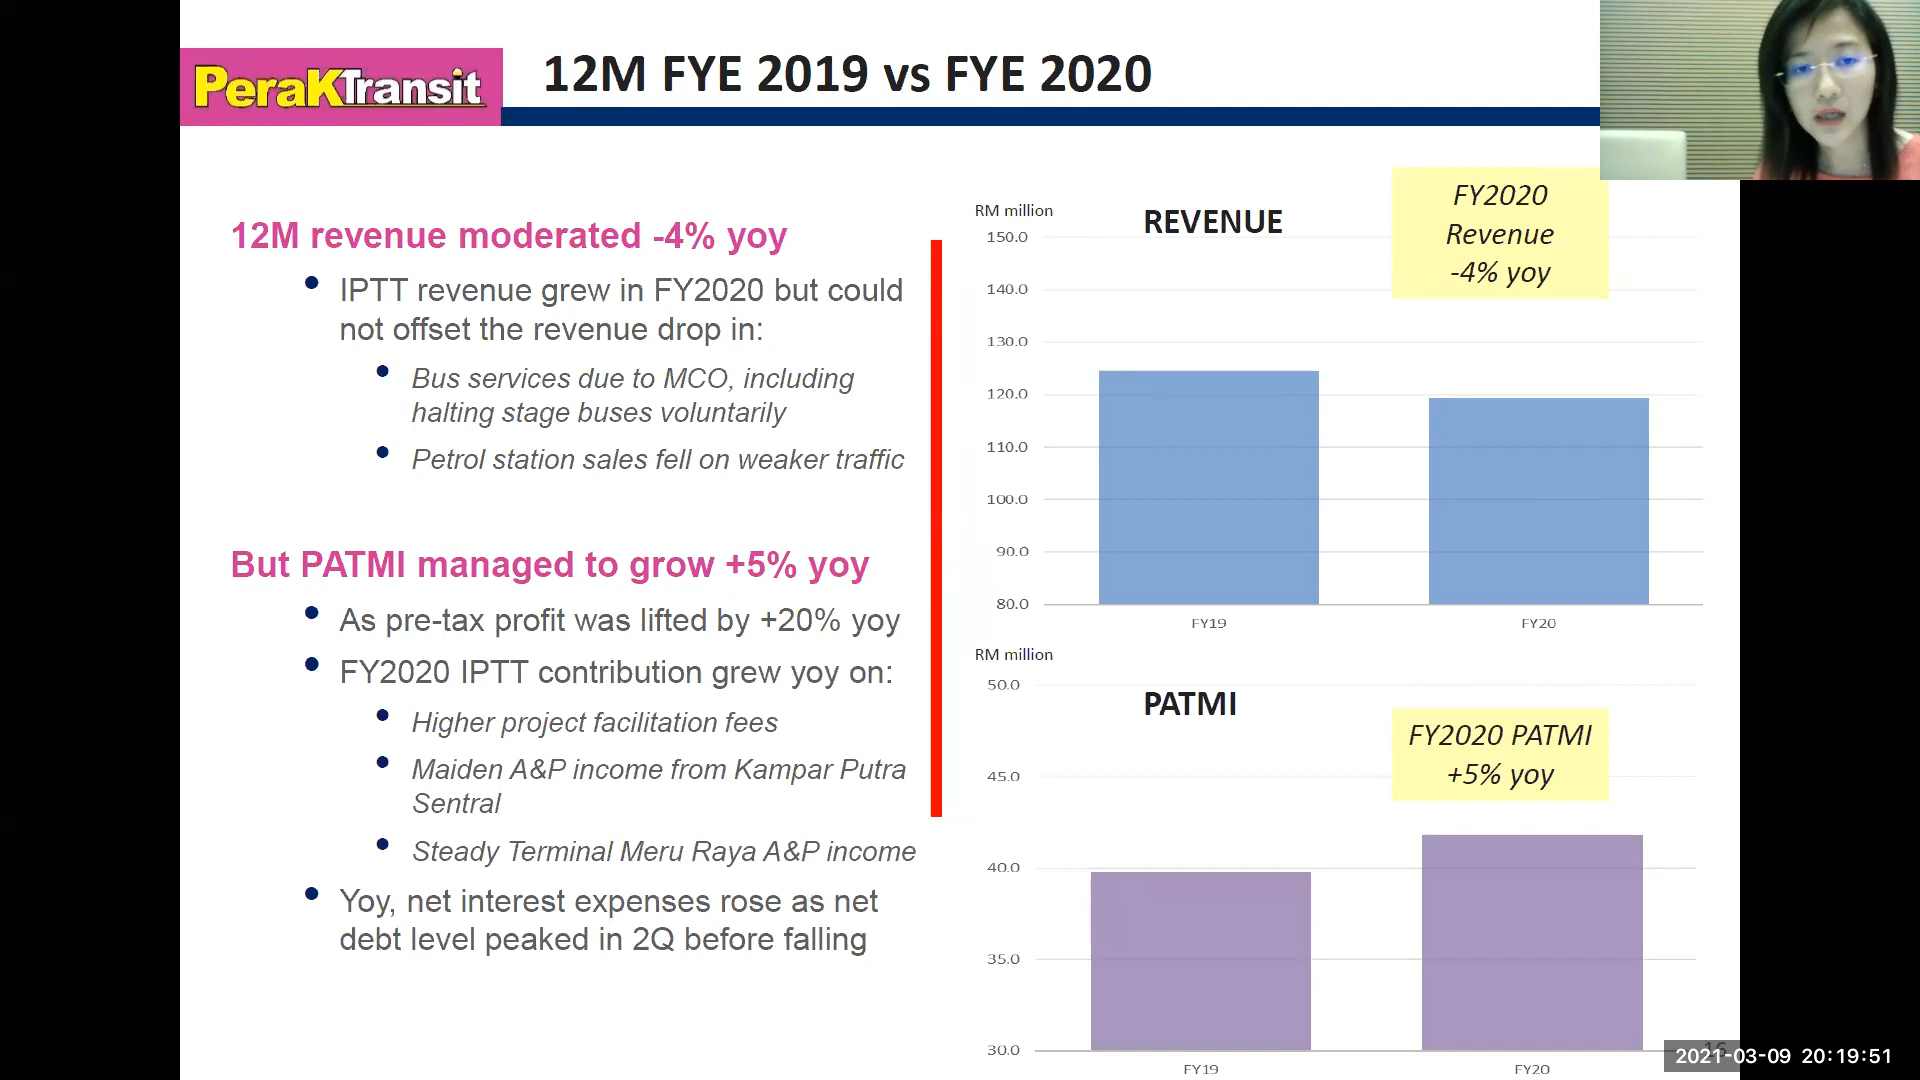 PeraKTransit
12M FYE 2019 vs FYE 2020
12M revenue moderated -4% yoy
• IPTT revenue grew in FY2020 but could
not offset the revenue drop in:
• Bus services due to MCO, including
halting stage buses voluntarily
• Petrol station sales fell on weaker traffic
But PATMI managed to grow +5% yoy
• As pre-tax profit was lifted by +20% yoy
• FY2020 IPTT contribution grew yoy on:
• Higher project facilitation fees
• Maiden A&P income from Kampar Putra
Sentral
• Steady Terminal Meru Raya A&P income
• Yoy, net interest expenses rose as net
debt level peaked in 2Q before falling
RM million
REVENUE
FY2020
Revenue
-4% yoy
150.0
140.0
130.0
120.0
110.0
100.0
90.0
80.0
FY19
FY20
RM million
PATMI
FY2020 PATMI
+5% yoy
50.0
45.0
40.0
35.0
30.0
FY19
FY20
2021-03-09 20:19:51